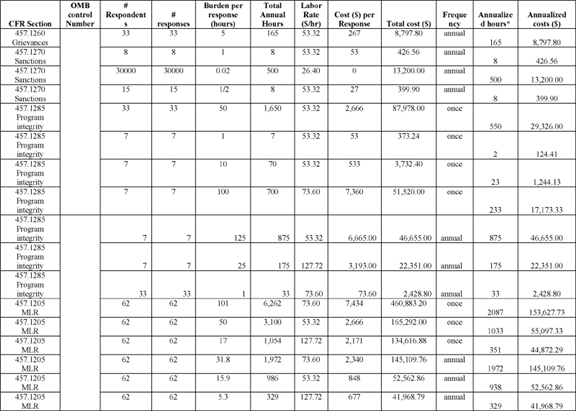 CFR Section | OMB control Number | # Respondent s | # responses | Burden per response (hours) | Total Annual Hours | Labor Rate ($/hr) | Cost ($) per Response | Total cost ($) | Freque ncy | Annualize d hours* | Annualized costs ($)
457.1260 Grievances | | 33 | 33 | 5 | 165 | 53.32 | 267 | 8,797.80 | annual | 165 | 8,797.80
457.1270 Sanctions | | 8 | 8 | 1 | 8 | 53.32 | 53 | 426.56 | annual | 8 | 426.56
457.1270 Sanctions | | 30000 | 30000 | 0.02 | 500 | 26.40 | 0 | 13,200.00 | annual | 500 | 13,200.00
457.1270 Sanctions | | 15 | 15 | 1/2 | 8 | 53.32 | 27 | 399.90 | annual | 8 | 399.90
457.1285 Program integrity | | 33 | 33 | 50 | 1,650 | 53.32 | 2,666 | 87,978.00 | once | 550 | 29,326.00
457.1285 Program integrity | | 7 | 7 | 1 | 7 | 53.32 | 53 | 373.24 | once | 2 | 124.41
457.1285 Program integrity | | 7 | 7 | 10 | 70 | 53.32 | 533 | 3,732.40 | once | 23 | 1,244.13
457.1285 Program integrity | | 7 | 7 | 100 | 700 | 73.60 | 7,360 | 51,520.00 | once | 233 | 17,173.33
457.1285 Program integrity | | 7 | 7 | 125 | 875 | 53.32 | 6,665.00 | 46,655.00 | annual | 875 | 46,655.00
457.1285 Program integrity | | 7 | 7 | 25 | 175 | 127.72 | 3,193.00 | 22,351.00 | annual | 175 | 22,351.00
457.1285 Program integrity | | 33 | 33 | 1 | 33 | 73.60 | 73.60 | 2,428.80 | annual | 33 | 2,428.80
457.1205 MLR | | 62 | 62 | 101 | 6,262 | 73.60 | 7,434 | 460,883.20 | once | 2087 | 153,627.73
457.1205 MLR | | 62 | 62 | 50 | 3,100 | 53.32 | 2,666 | 165,292.00 | once | 1033 | 55,097.33
457.1205 MLR | | 62 | 62 | 17 | 1,054 | 127.72 | 2,171 | 134,616.88 | once | 351 | 44,872.29
457.1205 MLR | | 62 | 62 | 31.8 | 1,972 | 73.60 | 2,340 | 145,109.76 | annual | 1972 | 145,109.76
457.1205 MLR | | 62 | 62 | 15.9 | 986 | 53.32 | 848 | 52,562.86 | annual | 938 | 52,562.86
457.1205 MLR | | 62 | 62 | 5.3 | 329 | 127.72 | 677 | 41,968.79 | annual | 329 | 41,968.79